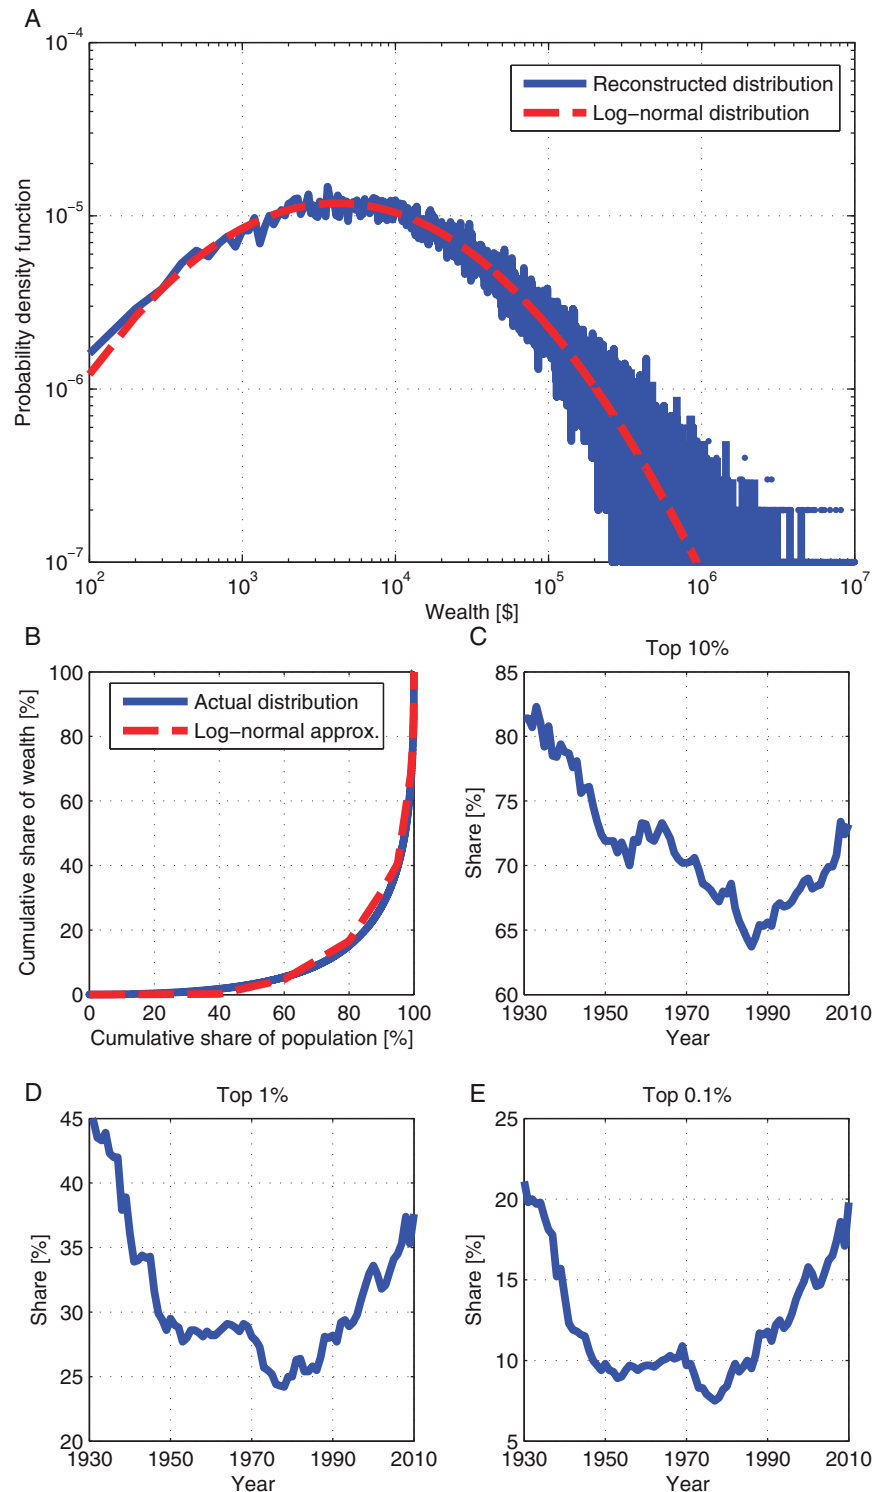 A
10^-4
10^-5
10^-6
10^-7
Probability density function
Reconstructed distribution
Log-normal distribution
10^2 10^3 10^4 10^5 10^6 10^7
Wealth [$]
B
100
80
60
40
20
0
Cumulative share of wealth [%]
Actual distribution
Log-normal approx.
0 20 40 60 80 100
Cumulative share of population [%]
C
Top 10%
85
80
75
70
65
60
Share [%]
1930 1950 1970 1990 2010
Year
D
Top 1%
45
40
35
30
25
20
Share [%]
1930 1950 1970 1990 2010
Year
E
Top 0.1%
25
20
15
10
5
Share [%]
1930 1950 1970 1990 2010
Year